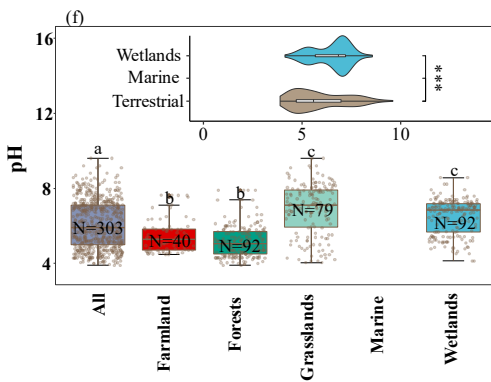 (f)
16
12
8
4
pH
Wetlands
Marine
Terrestrial
***
0 5 10
a
b
b
c
c
N=303
N=40
N=92
N=79
N=92
All
Farmland
Forests
Grasslands
Marine
Wetlands